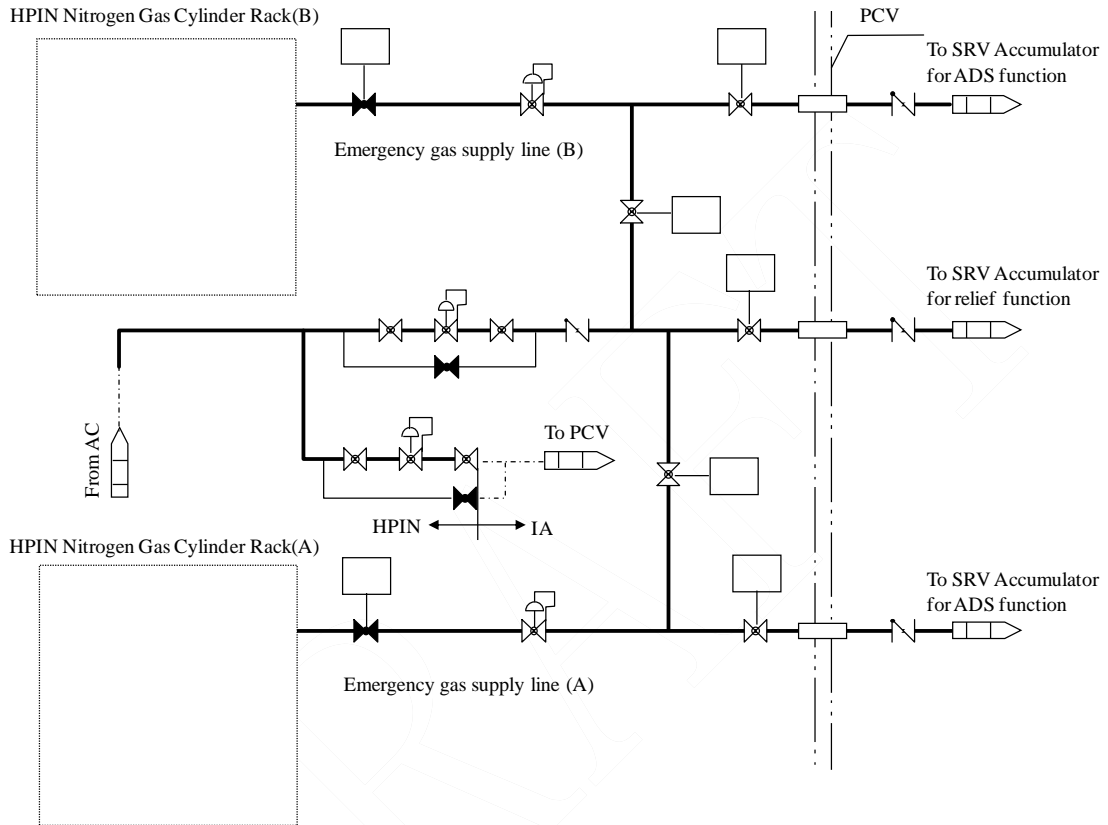 HPIN Nitrogen Gas Cylinder Rack(B)
PCV
To SRV Accumulator
for ADS function
Emergency gas supply line (B)
To SRV Accumulator
for relief function
From AC
To PCV
HPIN
IA
HPIN Nitrogen Gas Cylinder Rack(A)
To SRV Accumulator
for ADS function
Emergency gas supply line (A)